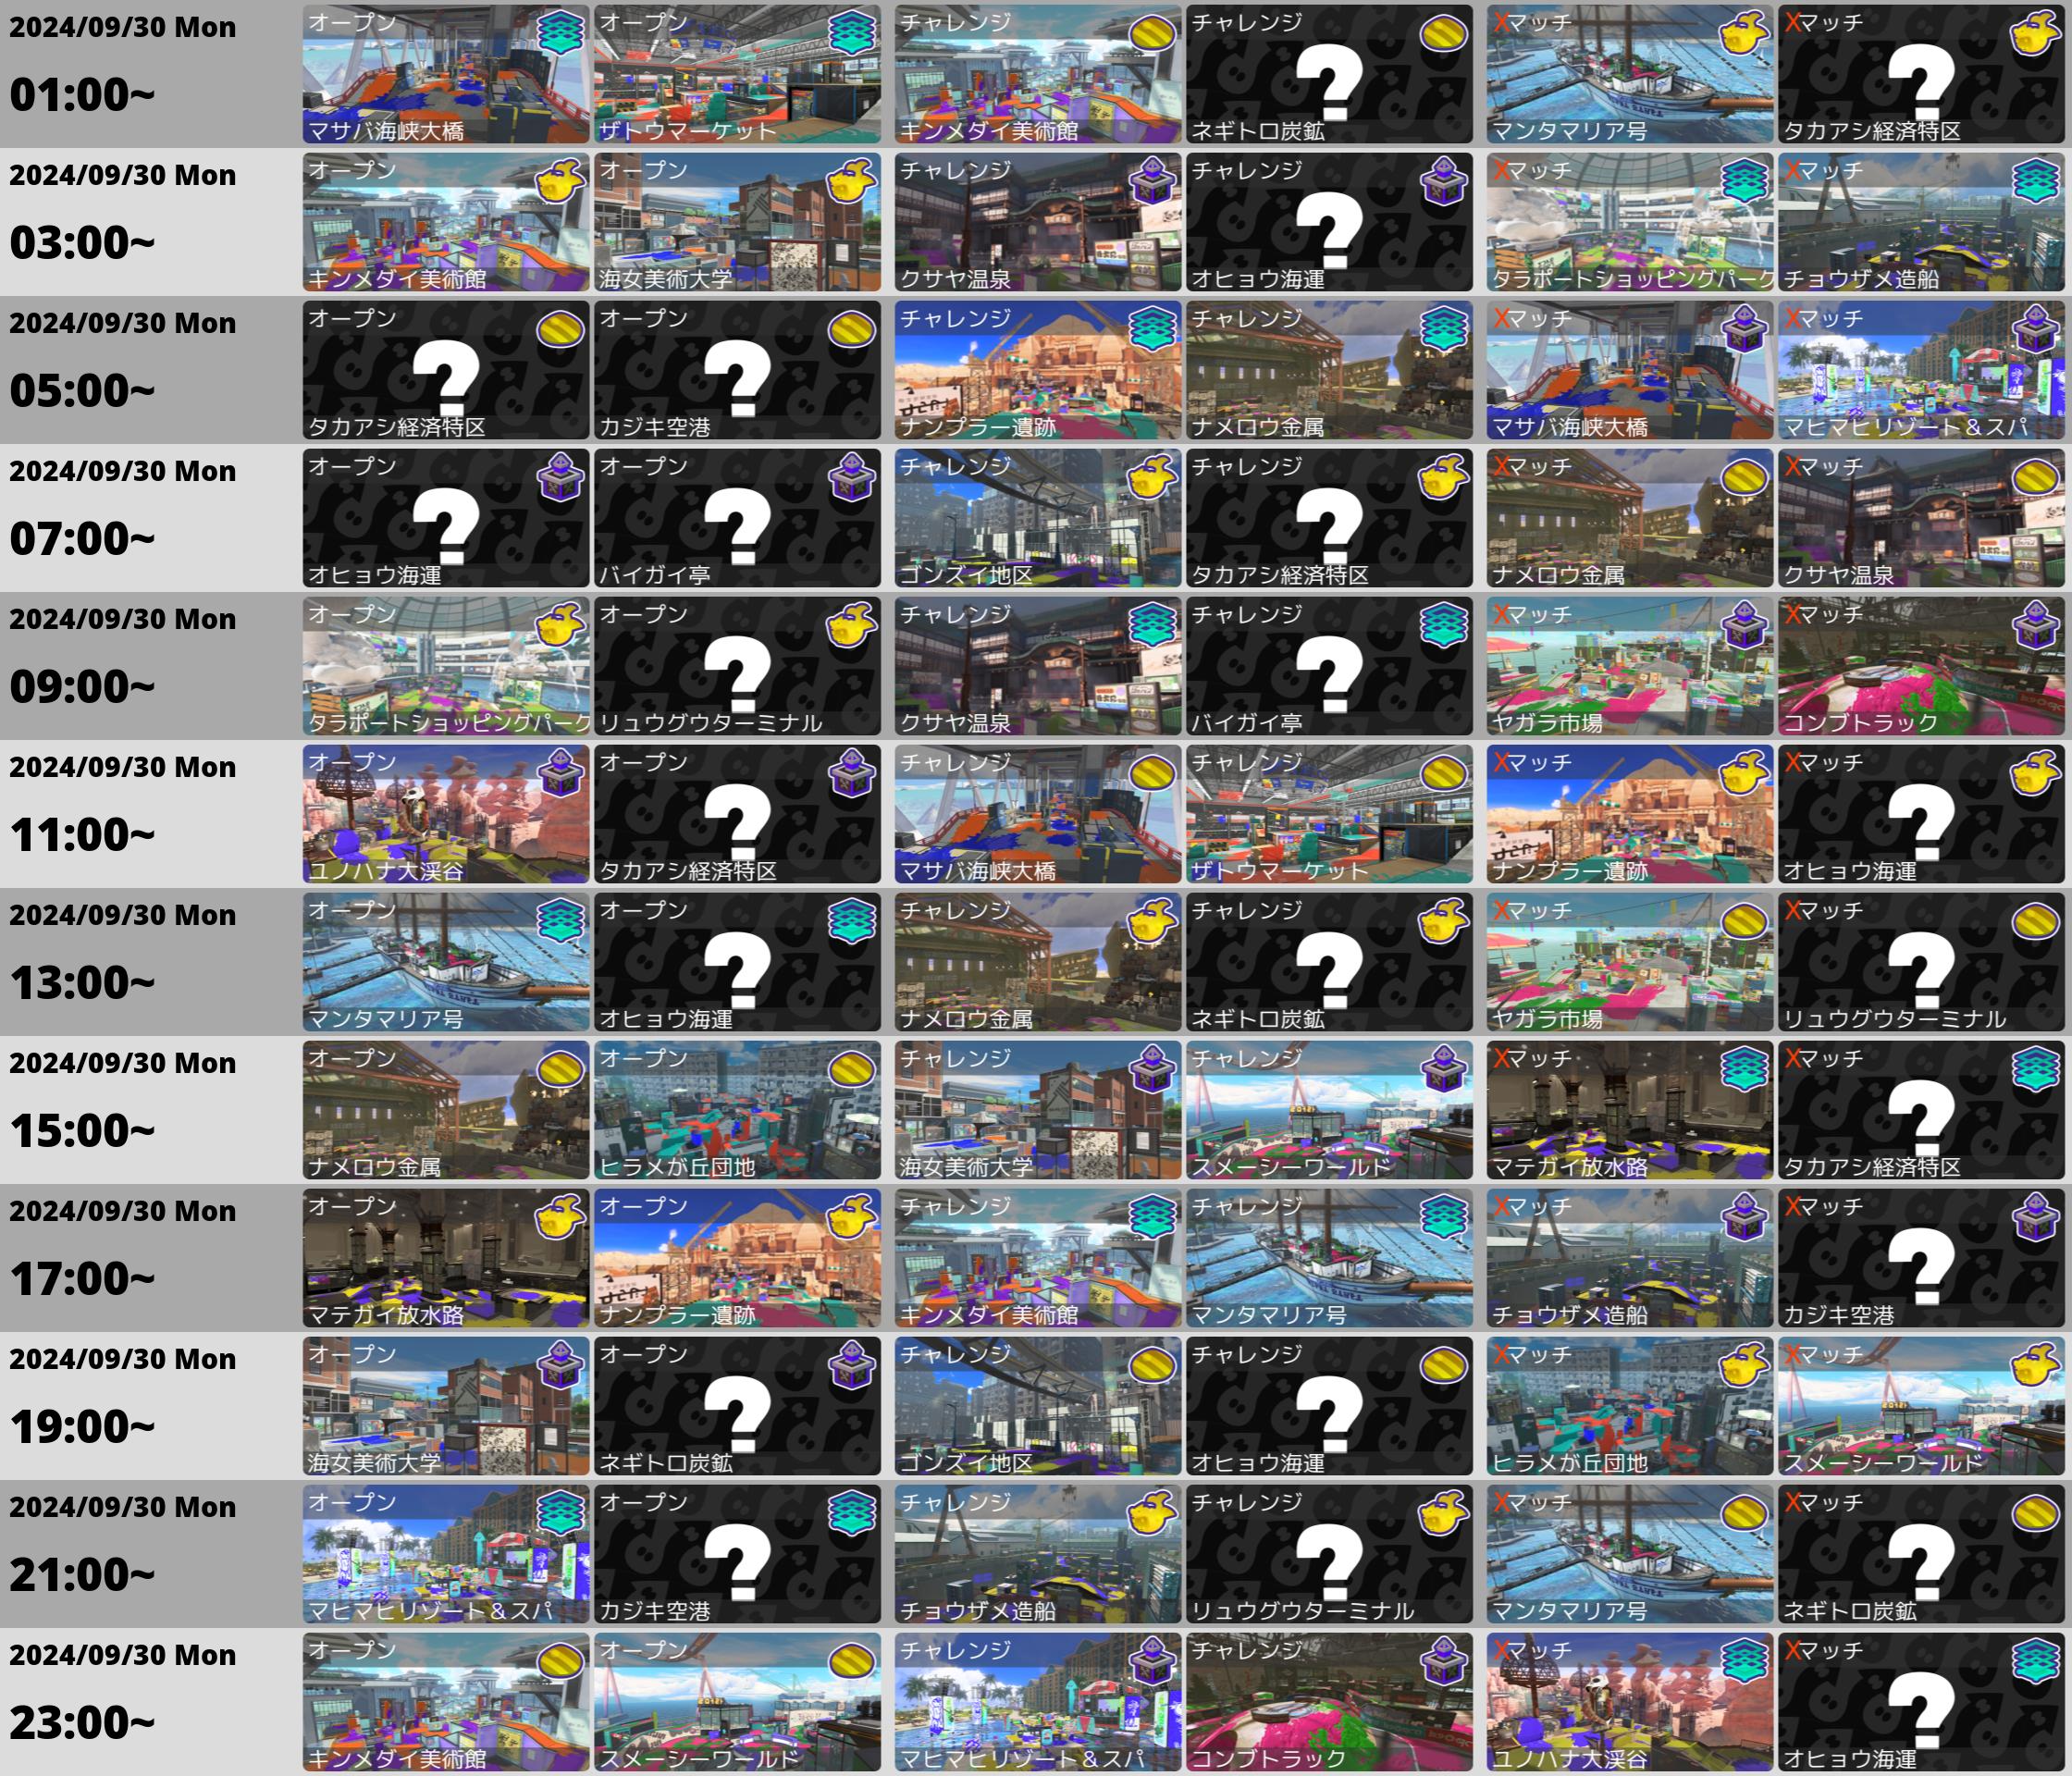 2024/09/30 Mon
01:00~
オープン
マサバ海峡大橋
オープン
ザトウマーケット
チャレンジ
キンメダイ美術館
チャレンジ
ネギトロ炭鉱
Xマッチ
マンタマリア号
Xマッチ
タカアシ経済特区
2024/09/30 Mon
03:00~
オープン
キンメダイ美術館
オープン
海女美術大学
チャレンジ
クサヤ温泉
チャレンジ
オヒョウ海運
Xマッチ
タラポートショッピングパーク
Xマッチ
チョウザメ造船
2024/09/30 Mon
05:00~
オープン
タカアシ経済特区
オープン
カジキ空港
チャレンジ
ナンプラー遺跡
チャレンジ
ナメロウ金属
Xマッチ
マサバ海峡大橋
Xマッチ
マヒマヒリゾート&スパ
2024/09/30 Mon
07:00~
オープン
オヒョウ海運
オープン
バイガイ亭
チャレンジ
ゴンズイ地区
チャレンジ
タカアシ経済特区
Xマッチ
ナメロウ金属
Xマッチ
クサヤ温泉
2024/09/30 Mon
09:00~
オープン
タラポートショッピングパーク
オープン
リュウグウターミナル
チャレンジ
クサヤ温泉
チャレンジ
バイガイ亭
Xマッチ
ヤガラ市場
Xマッチ
コンブトラック
2024/09/30 Mon
11:00~
オープン
ユノハナ大渓谷
オープン
タカアシ経済特区
チャレンジ
マサバ海峡大橋
チャレンジ
ザトウマーケット
Xマッチ
ナンプラー遺跡
Xマッチ
オヒョウ海運
2024/09/30 Mon
13:00~
オープン
マンタマリア号
オープン
オヒョウ海運
チャレンジ
ナメロウ金属
チャレンジ
ネギトロ炭鉱
Xマッチ
ヤガラ市場
Xマッチ
リュウグウターミナル
2024/09/30 Mon
15:00~
オープン
ナメロウ金属
オープン
ヒラメが丘団地
チャレンジ
海女美術大学
チャレンジ
スメーシーワールド
Xマッチ
マテガイ放水路
Xマッチ
タカアシ経済特区
2024/09/30 Mon
17:00~
オープン
マテガイ放水路
オープン
ナンプラー遺跡
チャレンジ
キンメダイ美術館
チャレンジ
マンタマリア号
Xマッチ
チョウザメ造船
Xマッチ
カジキ空港
2024/09/30 Mon
19:00~
オープン
海女美術大学
オープン
ネギトロ炭鉱
チャレンジ
ゴンズイ地区
チャレンジ
オヒョウ海運
Xマッチ
ヒラメが丘団地
Xマッチ
スメーシーワールド
2024/09/30 Mon
21:00~
オープン
マヒマヒリゾート&スパ
オープン
カジキ空港
チャレンジ
チョウザメ造船
チャレンジ
リュウグウターミナル
Xマッチ
マンタマリア号
Xマッチ
ネギトロ炭鉱
2024/09/30 Mon
23:00~
オープン
キンメダイ美術館
オープン
スメーシーワールド
チャレンジ
マヒマヒリゾート&スパ
チャレンジ
コンブトラック
Xマッチ
ユノハナ大渓谷
Xマッチ
オヒョウ海運